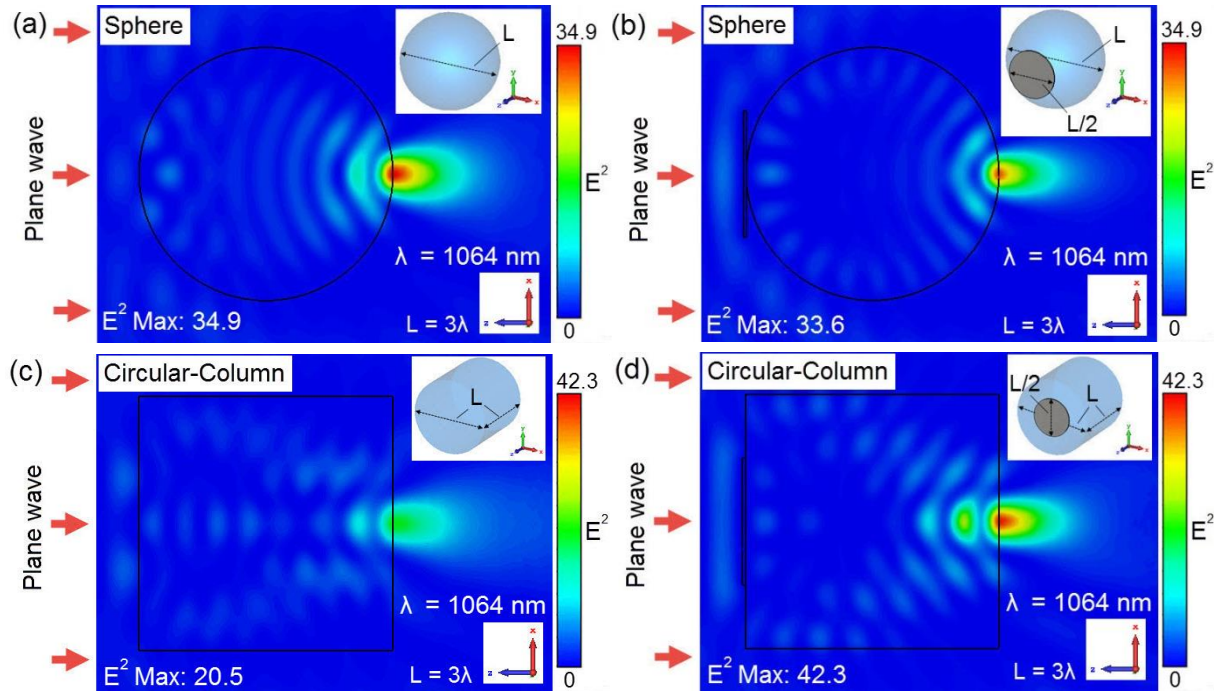 (a)
Sphere
L
34.9
Plane wave
E²
λ = 1064 nm
E² Max: 34.9
L = 3λ
0
y
x
z
x
z
(b)
Sphere
L
L/2
34.9
Plane wave
E²
λ = 1064 nm
E² Max: 33.6
L = 3λ
0
y
x
z
x
z
(c)
Circular-Column
L
42.3
Plane wave
E²
λ = 1064 nm
E² Max: 20.5
L = 3λ
0
y
x
z
x
z
(d)
Circular-Column
L/2
L
42.3
Plane wave
E²
λ = 1064 nm
E² Max: 42.3
L = 3λ
0
y
x
z
x
z